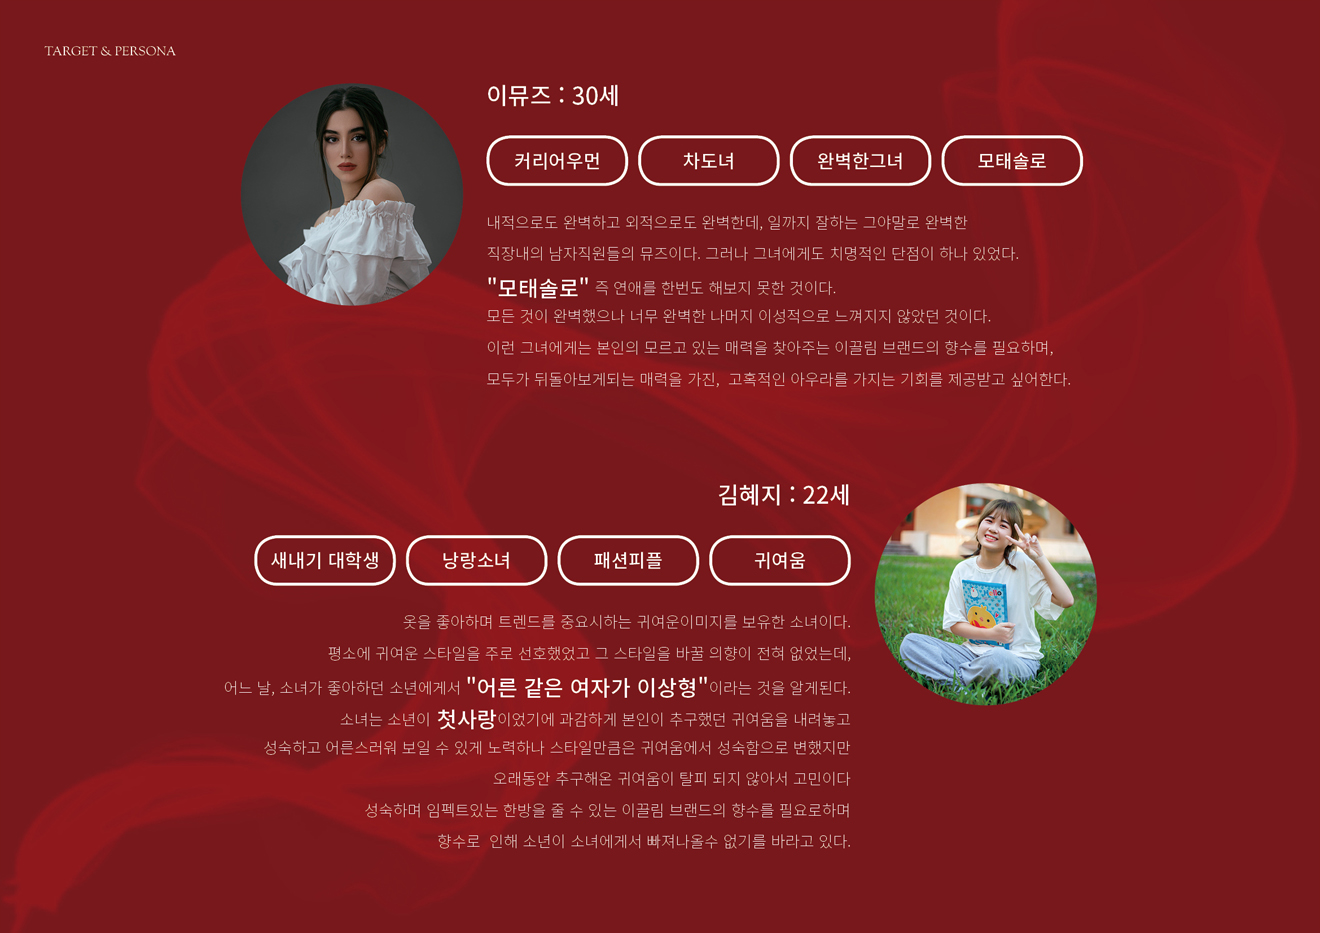 TARGET & PERSONA
이뮤즈 : 30세
커리어우먼 차도녀 완벽한그녀 모태솔로
내적으로도 완벽하고 외적으로도 완벽한데, 일까지 잘하는 그야말로 완벽한
직장내의 남자직원들의 뮤즈이다. 그러나 그녀에게도 치명적인 단점이 하나 있었다.
"모태솔로" 즉 연애를 한번도 해보지 못한 것이다.
모든 것이 완벽했으나 너무 완벽한 나머지 이성적으로 느껴지지 않았던 것이다.
이런 그녀에게는 본인의 모르고 있는 매력을 찾아주는 이끌림 브랜드의 향수를 필요하며,
모두가 뒤돌아보게되는 매력을 가진, 고혹적인 아우라를 가지는 기회를 제공받고 싶어한다.
김혜지 : 22세
새내기 대학생 낭랑소녀 패션피플 귀여움
옷을 좋아하며 트렌드를 중요시하는 귀여운이미지를 보유한 소녀이다.
평소에 귀여운 스타일을 주로 선호했었고 그 스타일을 바꿀 의향이 전혀 없었는데,
어느 날, 소녀가 좋아하던 소년에게서 "어른 같은 여자가 이상형"이라는 것을 알게된다.
소녀는 소년이 첫사랑이었기에 과감하게 본인이 추구했던 귀여움을 내려놓고
성숙하고 어른스러워 보일 수 있게 노력하나 스타일만큼은 귀여움에서 성숙함으로 변했지만
오래동안 추구해온 귀여움이 탈피 되지 않아서 고민이다
성숙하며 임펙트있는 한방을 줄 수 있는 이끌림 브랜드의 향수를 필요로하며
향수로 인해 소년이 소녀에게서 빠져나올수 없기를 바라고 있다.
Hello